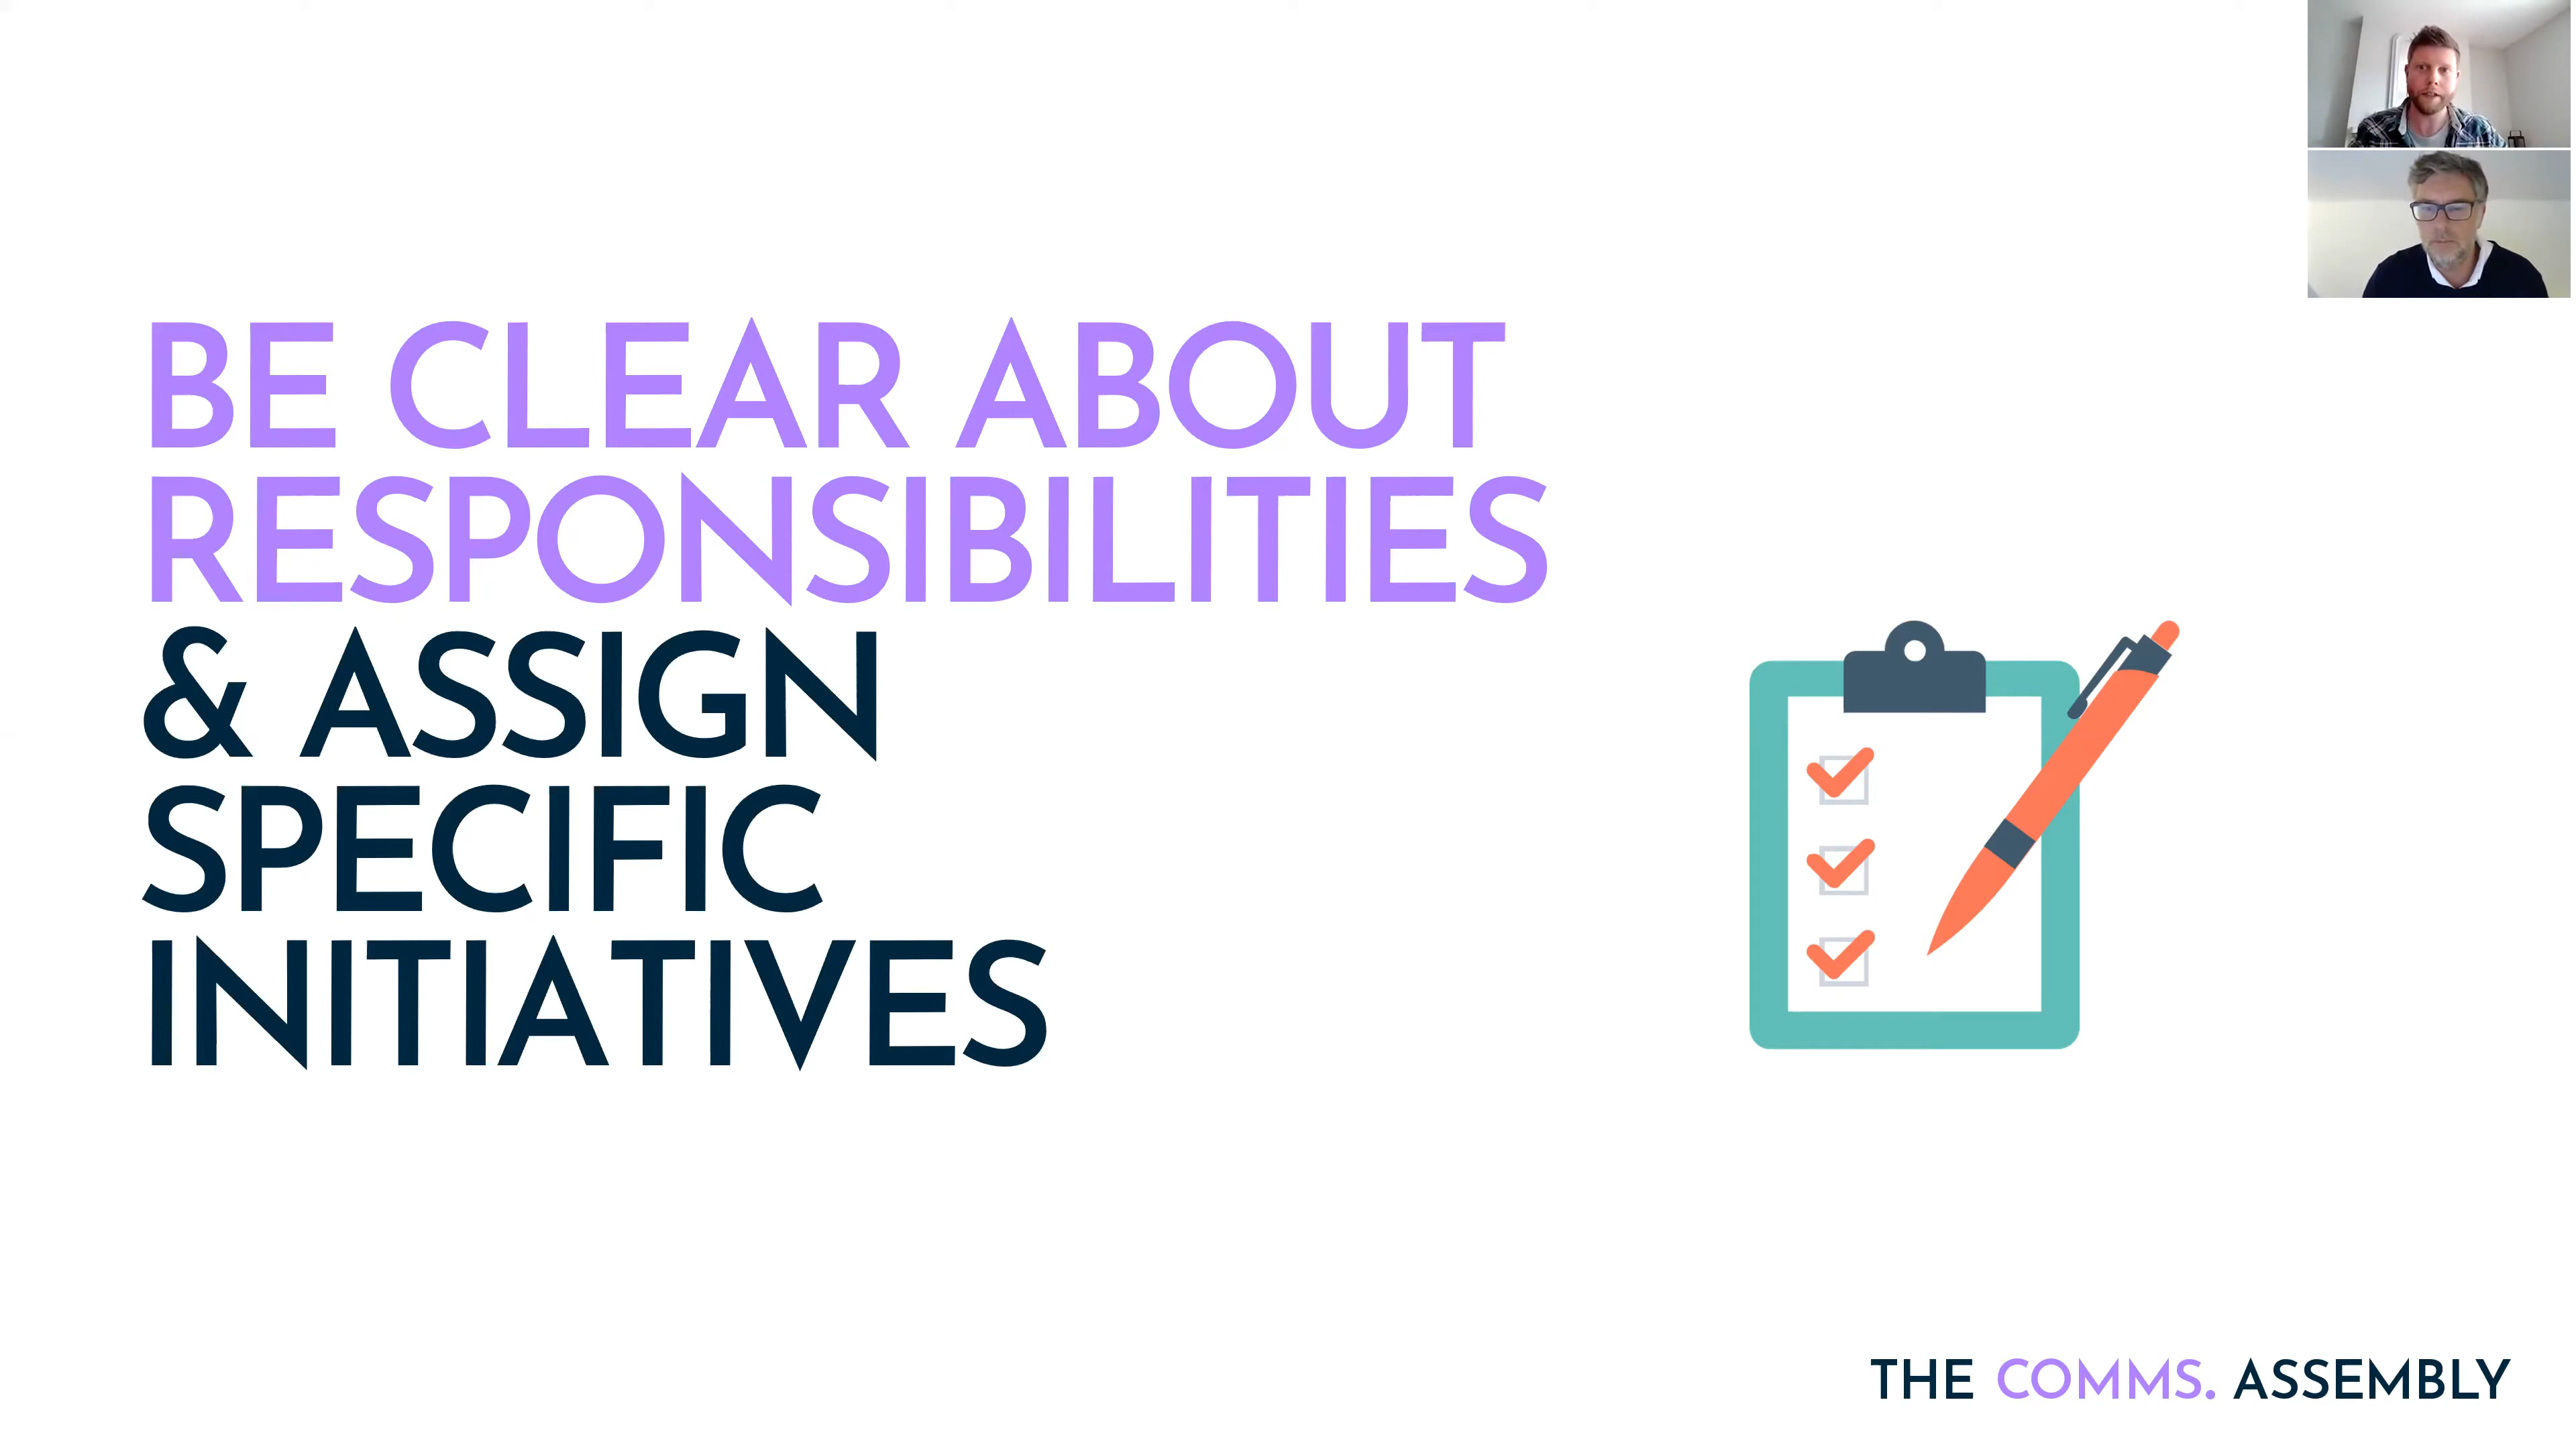 BE CLEAR ABOUT
RESPONSIBILITIES
& ASSIGN
SPECIFIC
INITIATIVES
THE COMMS. ASSEMBLY